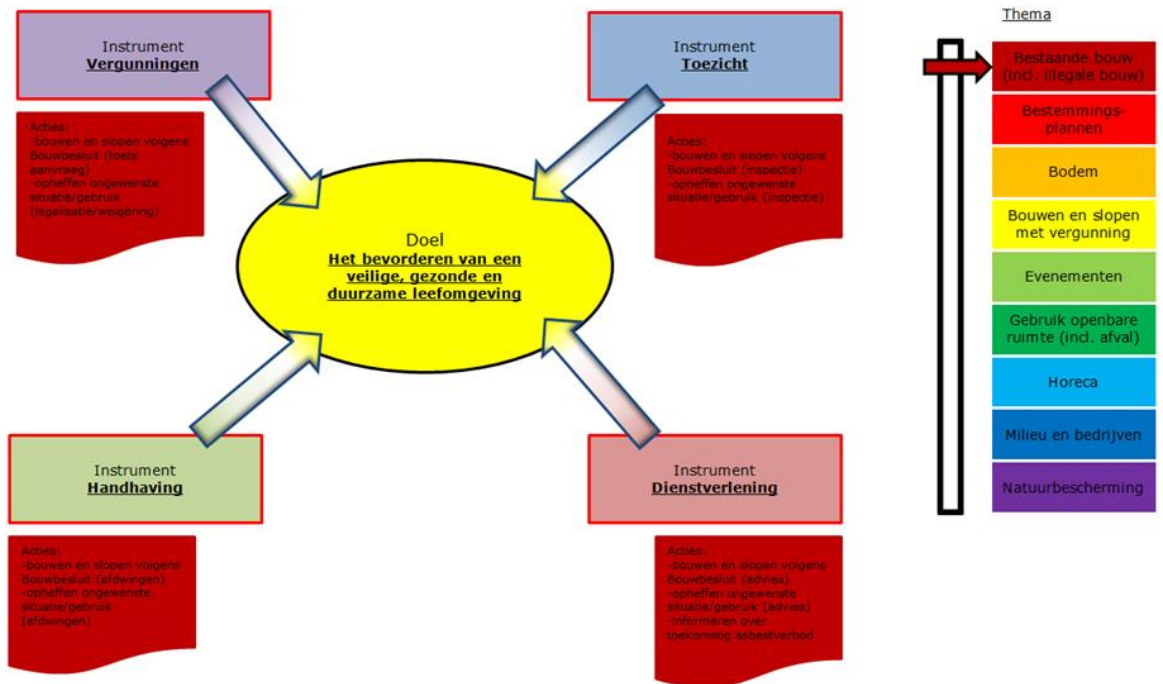 Instrument
Vergunningen
Acties:
-bouwen en slopen volgens
Bouwbesluit (toets
aanvraag)
-opheffen ongewenste
situatie/gebruik
(legalisatie/weigering)
Instrument
Toezicht
Acties:
-bouwen en slopen volgens
Bouwbesluit (inspectie)
-opheffen ongewenste
situatie/gebruik (inspectie)
Doel
Het bevorderen van een
veilige, gezonde en
duurzame leefomgeving
Instrument
Handhaving
Acties:
-bouwen en slopen volgens
Bouwbesluit (afdwingen)
-opheffen ongewenste
situatie/gebruik
(afdwingen)
Instrument
Dienstverlening
Acties:
-bouwen en slopen volgens
Bouwbesluit (advies)
-opheffen ongewenste
situatie/gebruik (advies)
-informeren over
toekomstig asbestverbod
Thema
Bestaande bouw
(incl. illegale bouw)
Bestemmings-
plannen
Bodem
Bouwen en slopen
met vergunning
Evenementen
Gebruik openbare
ruimte (incl. afval)
Horeca
Milieu en bedrijven
Natuurbescherming